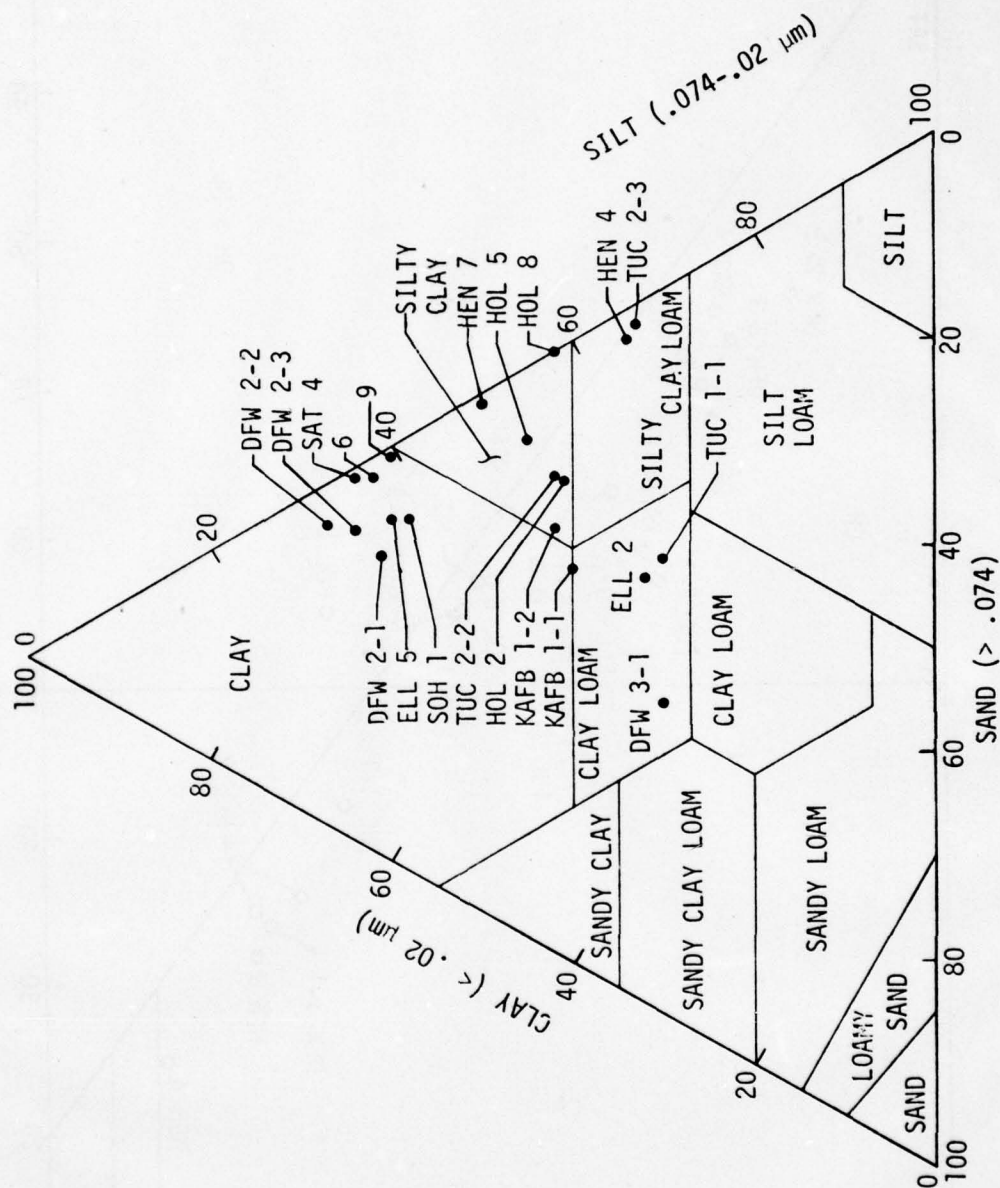 100 0
CLAY
80
20
DFW 2-2
DFW 2-3
SAT 4
6
9
40
DFW 2-1
ELL 5
SOH 1
TUC 2-2
HOL 2
KAFB 1-2
KAFB 1-1
SILTY
CLAY
HEN 7
HOL 5
HOL 8
60
60
CLAY (< .02 μm)
SILT (.074-.02 μm)
CLAY LOAM
SANDY CLAY
40
ELL 2
DFW 3-1
SILTY
CLAY LOAM
HEN 4
TUC 2-3
TUC 1-1
SANDY CLAY LOAM
CLAY LOAM
80
20
SANDY LOAM
SILT
LOAM
SILT
LOAMY
SAND
SAND
0
100
80
60
40
20
0
100
SAND (> .074)